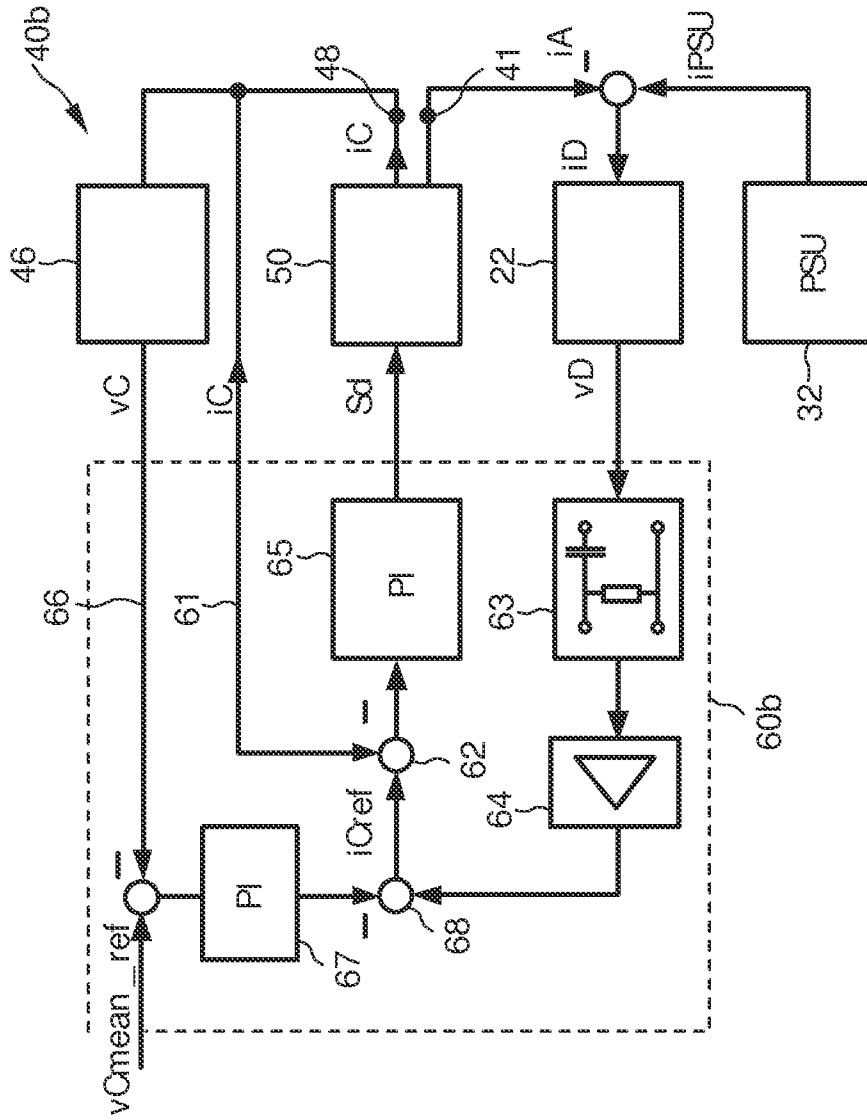 40b
46
vC
66
iC
61
vCmean_ref
PI
67
68
iCref
62
PI
65
Sd
50
iC
48
41
iA
iD
iPSU
22
vD
63
64
60b
PSU
32